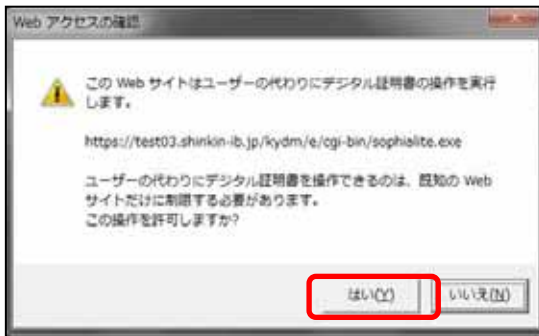 Web アクセスの確認
この Web サイトはユーザーの代わりにデジタル証明書の操作を実行
します。
https://test03.shinkin-ib.jp/kydm/e/cgi-bin/sophialite.exe
ユーザーの代わりにデジタル証明書を操作できるのは、既知の Web
サイトだけに制限する必要があります。
この操作を許可しますか?
はい(Y)
いいえ(N)